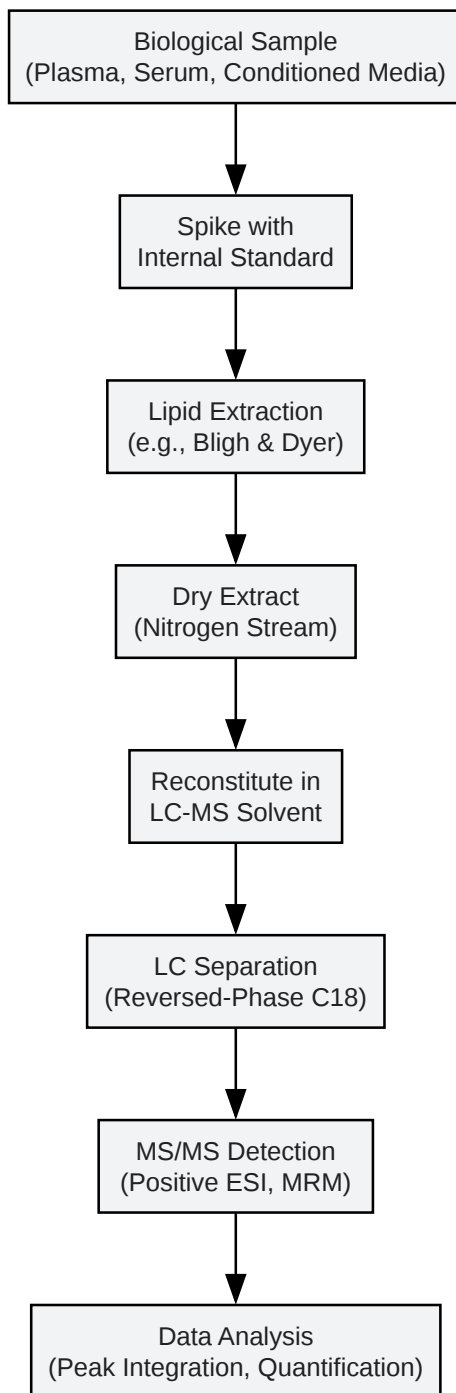 Biological Sample
(Plasma, Serum, Conditioned Media)
Spike with
Internal Standard
Lipid Extraction
(e.g., Bligh & Dyer)
Dry Extract
(Nitrogen Stream)
Reconstitute in
LC-MS Solvent
LC Separation
(Reversed-Phase C18)
MS/MS Detection
(Positive ESI, MRM)
Data Analysis
(Peak Integration, Quantification)